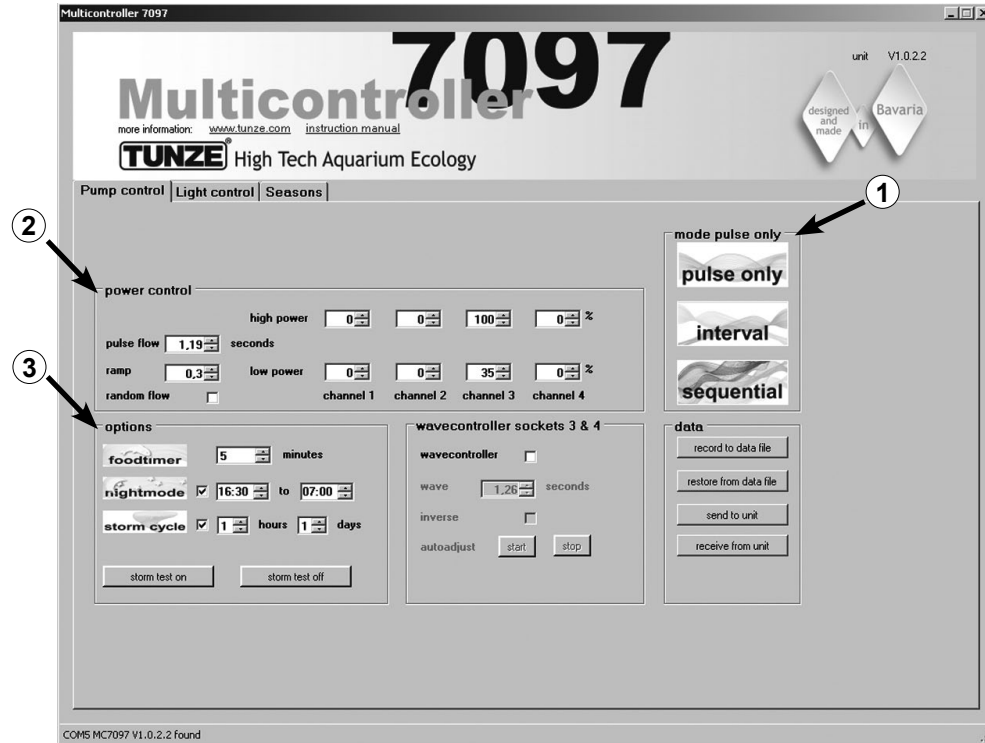 Multicontroller 7097
7097
Multicontroller
unit V1.0.2.2
more information: www.tunze.com instruction manual
designed and made in Bavaria
TUNZE® High Tech Aquarium Ecology
Pump control Light control Seasons
1
2
mode pulse only
pulse only
interval
sequential
power control
high power 0 0 100 0 %
pulse flow 1,19 seconds
ramp 0,3 low power 0 0 35 0 %
random flow channel 1 channel 2 channel 3 channel 4
3
options
foodtimer 5 minutes
nightmode 16:30 to 07:00
storm cycle 1 hours 1 days
storm test on storm test off
wavecontroller sockets 3 & 4
wavecontroller
wave 1,26 seconds
inverse
autoadjust start stop
data
record to data file
restore from data file
send to unit
receive from unit
COM5 MC7097 V1.0.2.2 found